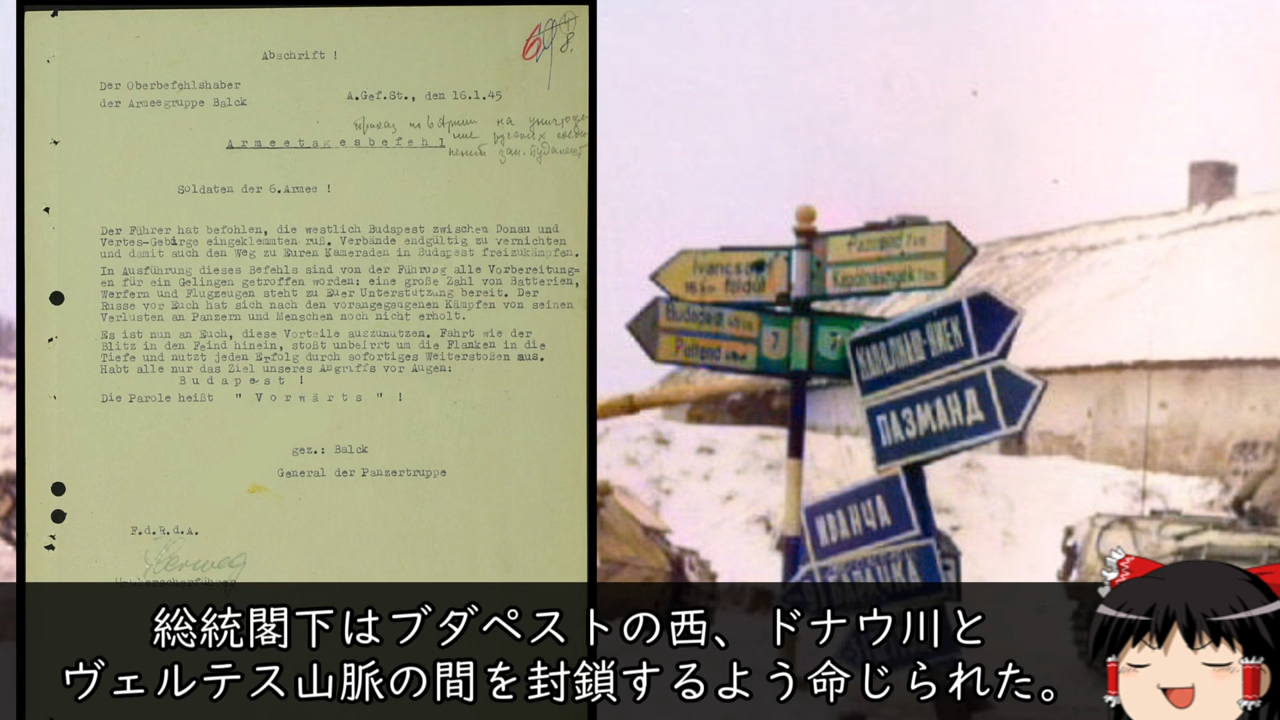 Abschrift !
Der Oberbefehlshaber
der Armeegruppe Balck
A.Gef.St., den 16.1.45
Armeetagesbefehl
Soldaten der 6.Armee !
Der Führer hat befohlen, die westlich Budapest zwischen Donau und
Vertes-Gebirge eingeklemmten ruß. Verbände endgültig zu vernichten
und damit auch den Weg zu Euren Kameraden in Budapest freizukämpfen.
In Ausführung dieses Befehls sind von der Führung alle Vorbereitung=
en für ein Gelingen getroffen worden: eine große Zahl von Batterien,
Werfern und Flugzeugen steht zu Euer Unterstützung bereit. Der
Russe vor Euch hat sich nach den vorangegangenen Kämpfen von seinen
Verlusten an Panzern und Menschen noch nicht erholt.
Es ist nun an Euch, diese Vorteile auszunutzen. Fahrt wie der
Blitz in den Feind hinein, stoßt unbeirrt um die Flanken in die
Tiefe und nutzt jeden Erfolg durch sofortiges Weiterstoßen aus.
Habt alle nur das Ziel unseres Angriffs vor Augen:
Budapest !
Die Parole heißt " Vorwärts " !
gez.: Balck
General der Panzertruppe
F.d.R.d.A.
Budapest
ПАЗМАНД
ИВАНЧА
総統閣下はブダペストの西、ドナウ川と
ヴェルテス山脈の間を封鎖するよう命じられた。